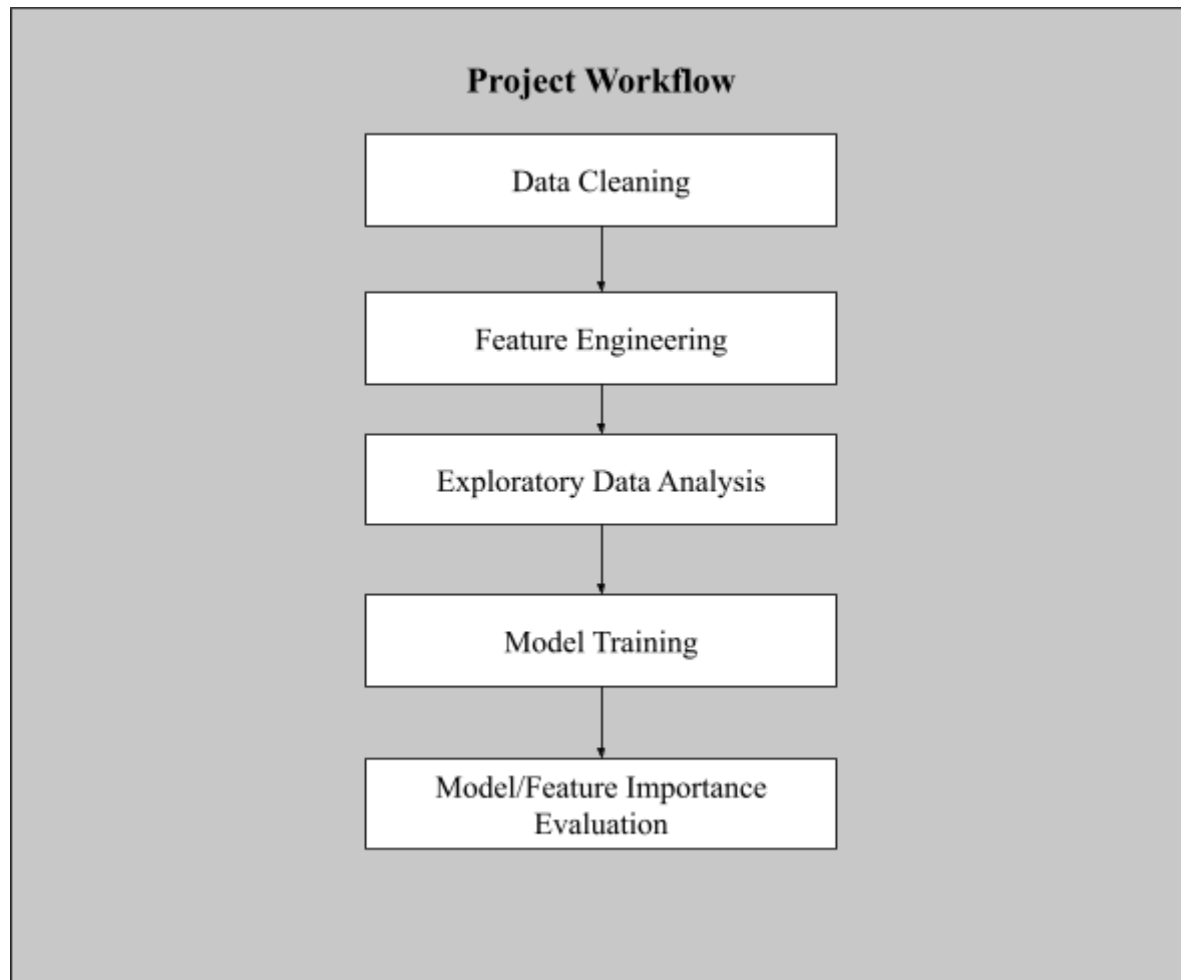 Project Workflow
Data Cleaning
Feature Engineering
Exploratory Data Analysis
Model Training
Model/Feature Importance
Evaluation